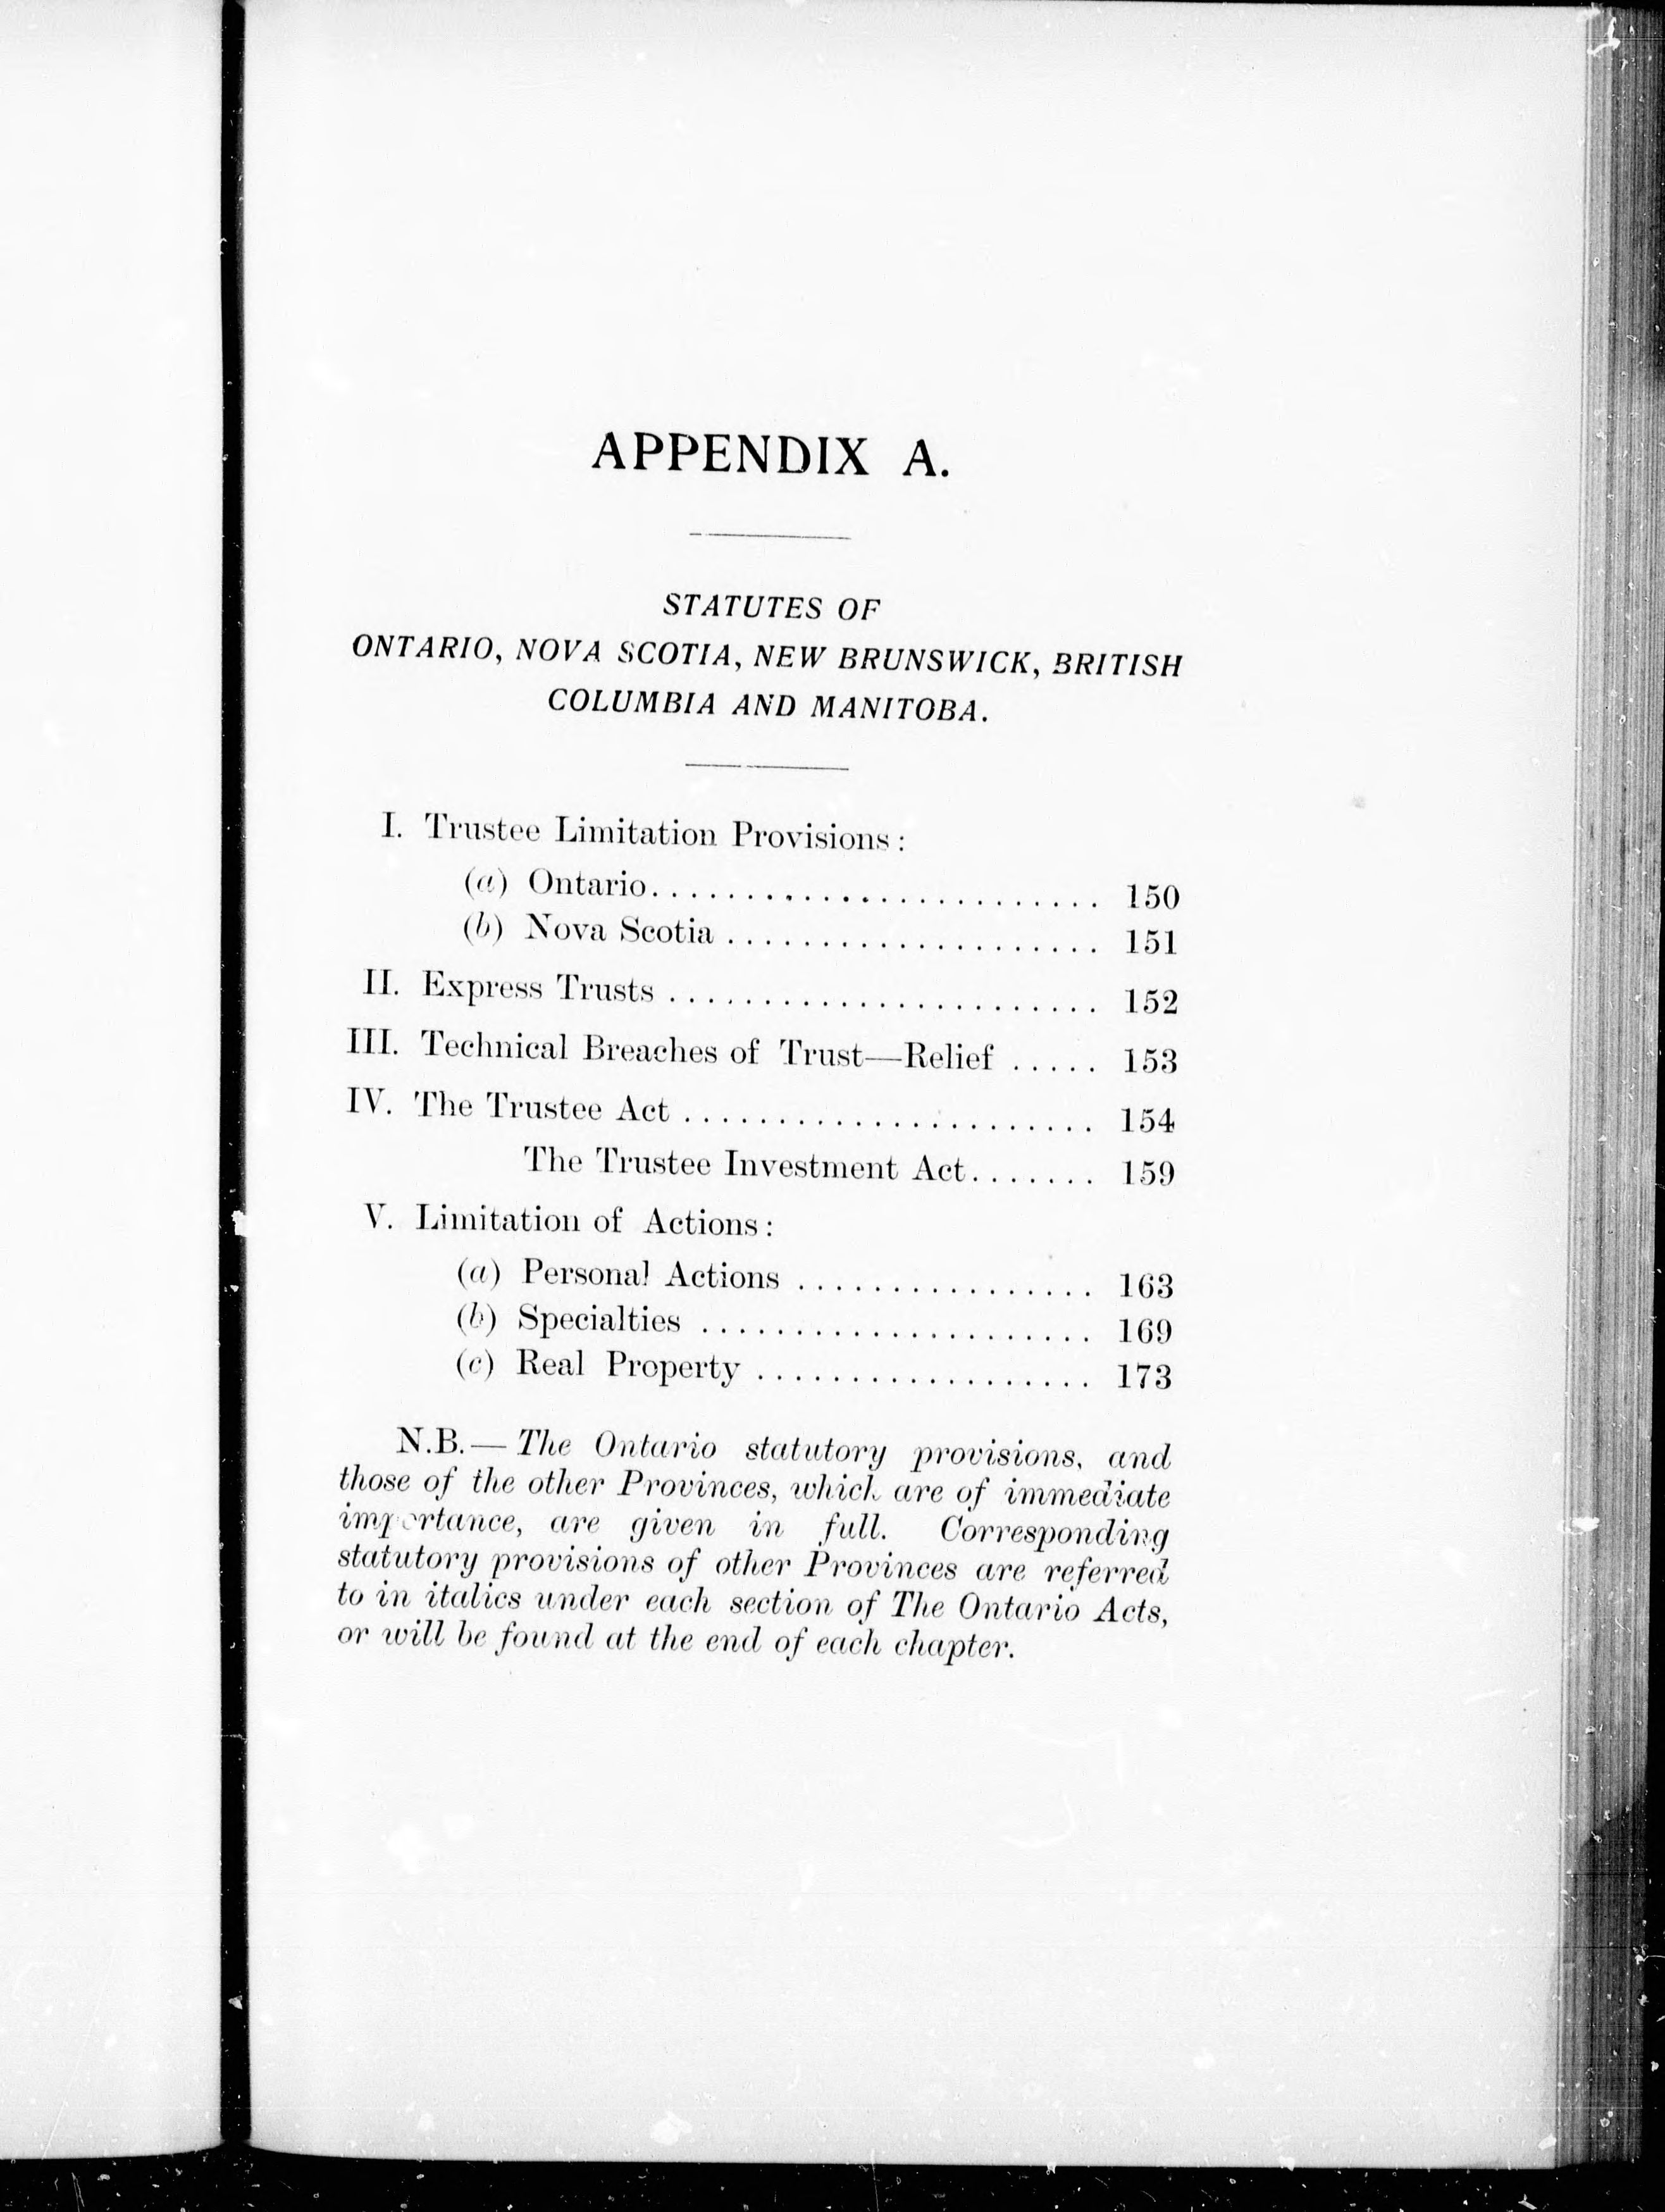 APPENDIX A.
STATUTES OF
ONTARIO, NOVA SCOTIA, NEW BRUNSWICK, BRITISH
COLUMBIA AND MANITOBA.
I. Trustee Limitation Provisions:
(a) Ontario.............................. 150
(b) Nova Scotia ........................ 151
II. Express Trusts ........................ 152
III. Technical Breaches of Trust—Relief ..... 153
IV. The Trustee Act ........................ 154
The Trustee Investment Act....... 159
V. Limitation of Actions:
(a) Personal Actions ................. 163
(b) Specialties ....................... 169
(c) Real Property ................... 173
N.B.—The Ontario statutory provisions, and
those of the other Provinces, which are of immediate
importance, are given in full. Corresponding
statutory provisions of other Provinces are referred
to in italics under each section of The Ontario Acts,
or will be found at the end of each chapter.